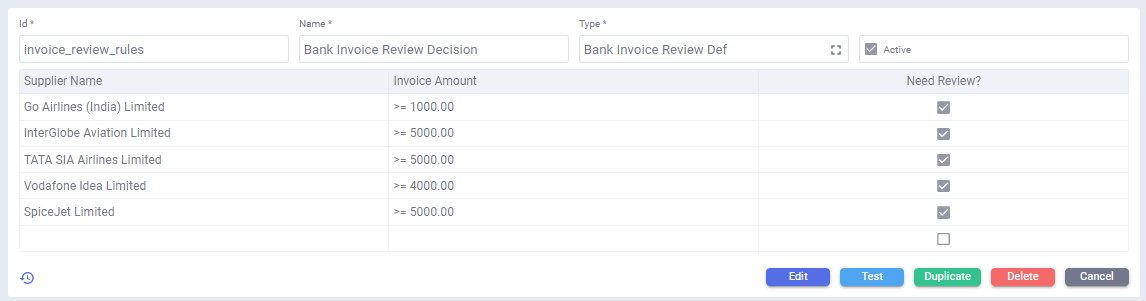 Id * Name * Type *
invoice_review_rules Bank Invoice Review Decision Bank Invoice Review Def Active
Supplier Name Invoice Amount Need Review?
Go Airlines (India) Limited >= 1000.00
InterGlobe Aviation Limited >= 5000.00
TATA SIA Airlines Limited >= 5000.00
Vodafone Idea Limited >= 4000.00
SpiceJet Limited >= 5000.00
Edit Test Duplicate Delete Cancel